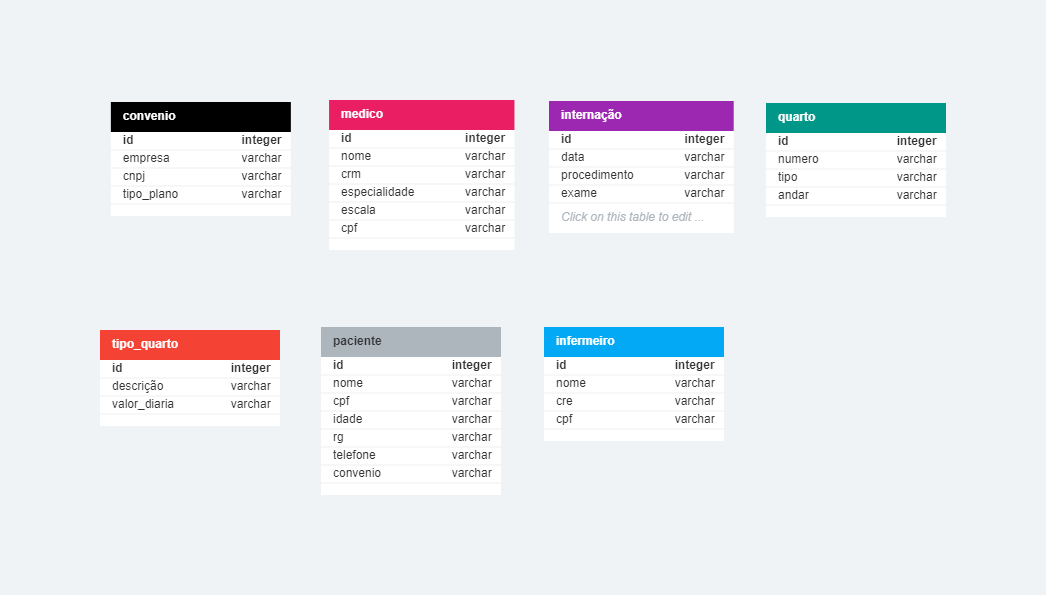 convenio
id integer
empresa varchar
cnpj varchar
tipo_plano varchar
medico
id integer
nome varchar
crm varchar
especialidade varchar
escala varchar
cpf varchar
internação
id integer
data varchar
procedimento varchar
exame varchar
Click on this table to edit ...
quarto
id integer
numero varchar
tipo varchar
andar varchar
tipo_quarto
id integer
descrição varchar
valor_diaria varchar
paciente
id integer
nome varchar
cpf varchar
idade varchar
rg varchar
telefone varchar
convenio varchar
infermeiro
id integer
nome varchar
cre varchar
cpf varchar